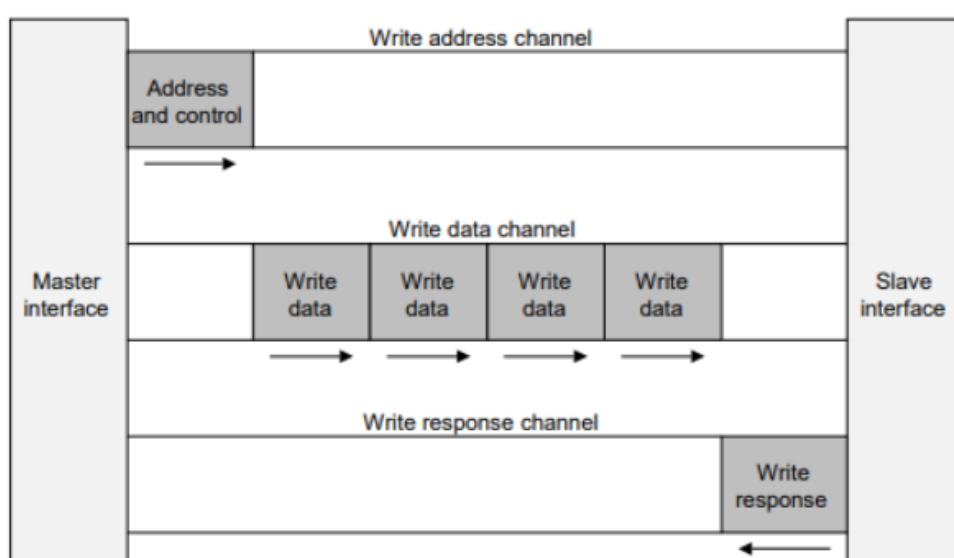 Write address channel
Address
and control
Write data channel
Master
interface
Write
data
Write
data
Write
data
Write
data
Slave
interface
Write response channel
Write
response